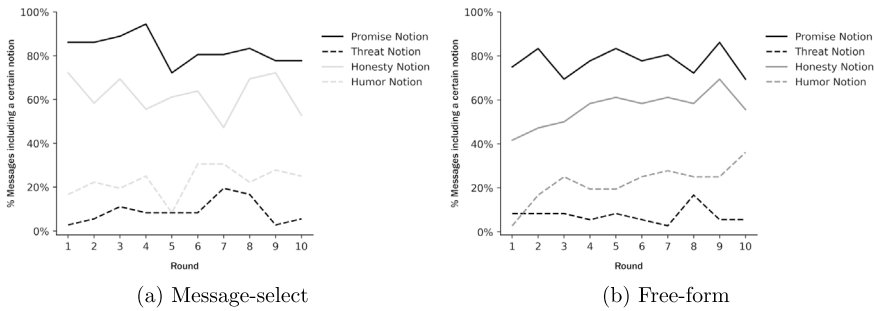 % Messages including a certain notion
100%
80%
60%
40%
20%
0%
1 2 3 4 5 6 7 8 9 10
Round
Promise Notion
Threat Notion
Honesty Notion
Humor Notion
(a) Message-select
% Messages including a certain notion
100%
80%
60%
40%
20%
0%
1 2 3 4 5 6 7 8 9 10
Round
Promise Notion
Threat Notion
Honesty Notion
Humor Notion
(b) Free-form